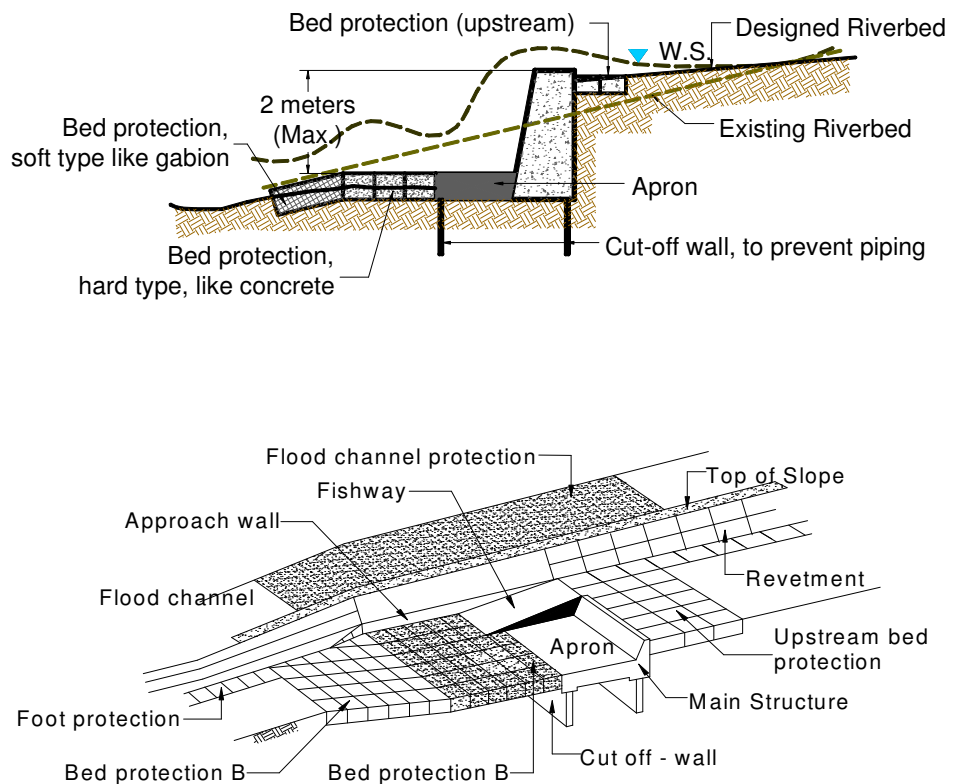 Bed protection (upstream)
Designed Riverbed
W.S.
2 meters
(Max )
Bed protection,
soft type like gabion
Existing Riverbed
Apron
Bed protection,
hard type, like concrete
Cut-off wall, to prevent piping
Flood channel protection
Top of Slope
Fishway
Approach wall
Flood channel
Revetment
Apron
Upstream bed
protection
Main Structure
Foot protection
Cut off - wall
Bed protection B
Bed protection B